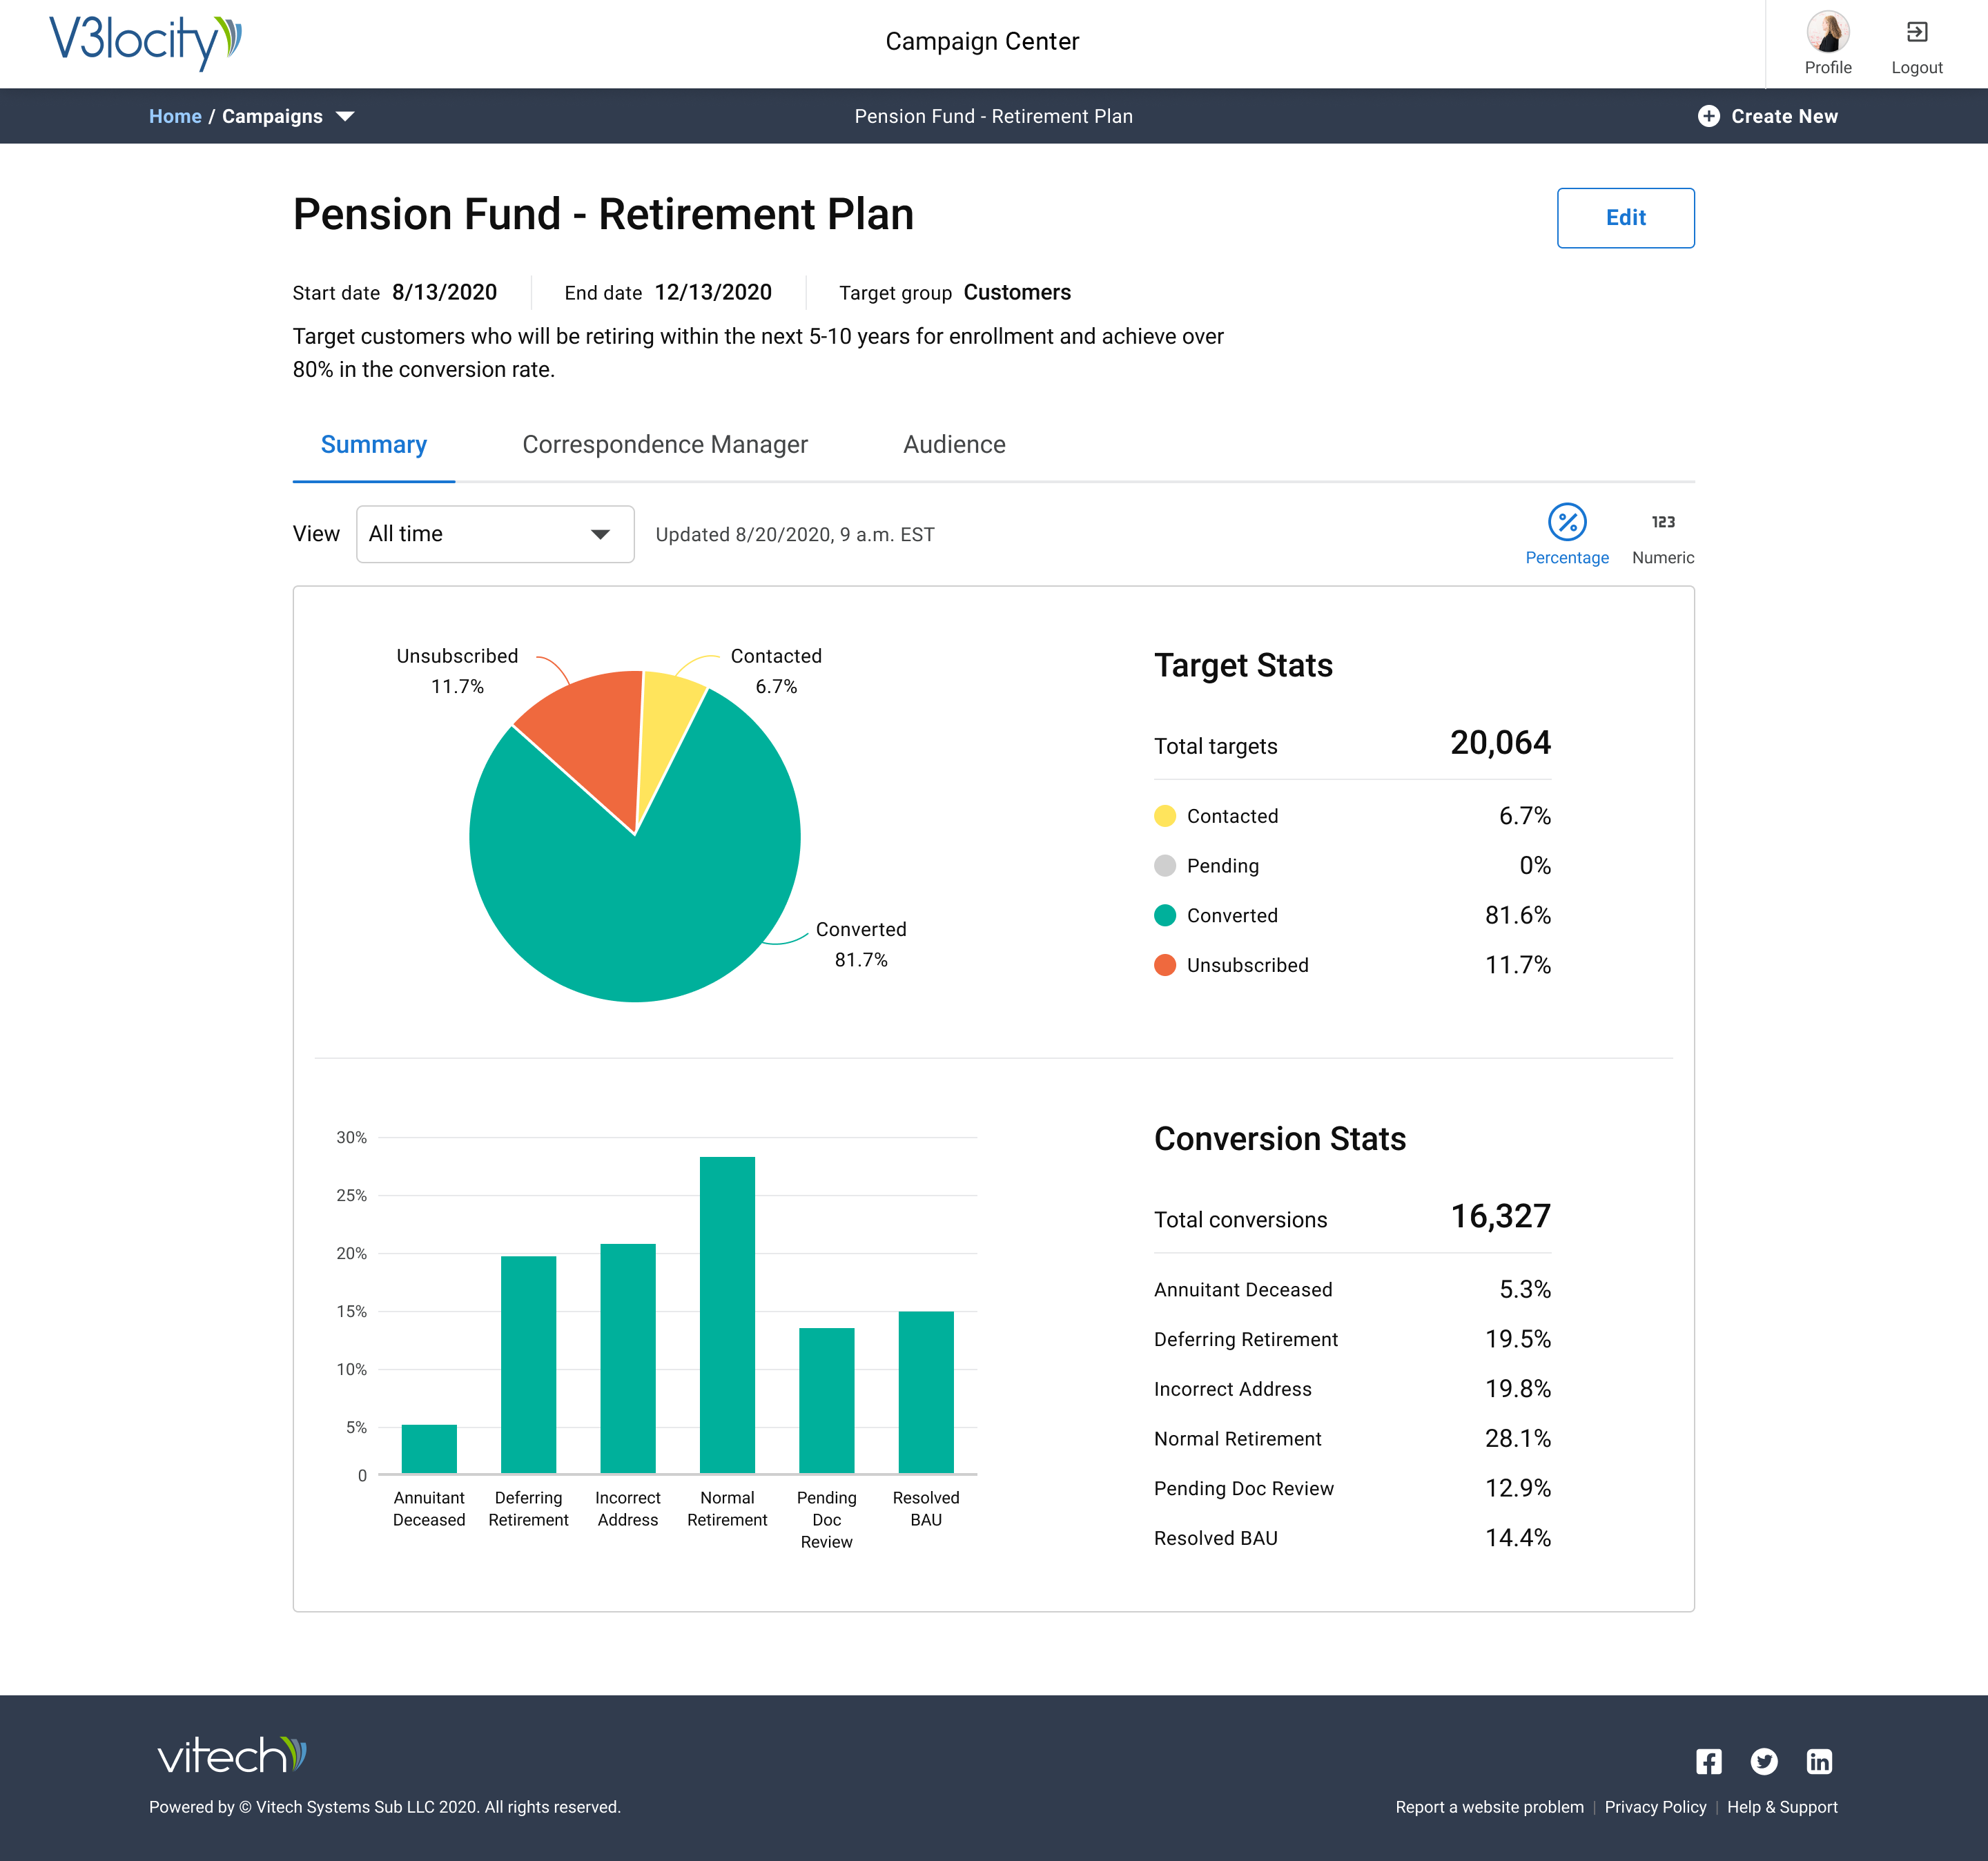 V3locity
Campaign Center
Profile
Logout
Home / Campaigns
Pension Fund - Retirement Plan
Create New
Pension Fund - Retirement Plan
Edit
Start date 8/13/2020
End date 12/13/2020
Target group Customers
Target customers who will be retiring within the next 5-10 years for enrollment and achieve over
80% in the conversion rate.
Summary
Correspondence Manager
Audience
View
All time
Updated 8/20/2020, 9 a.m. EST
Percentage
123
Numeric
Unsubscribed
11.7%
Contacted
6.7%
Converted
81.7%
Target Stats
Total targets 20,064
Contacted 6.7%
Pending 0%
Converted 81.6%
Unsubscribed 11.7%
30%
25%
20%
15%
10%
5%
0
Annuitant
Deceased
Deferring
Retirement
Incorrect
Address
Normal
Retirement
Pending
Doc
Review
Resolved
BAU
Conversion Stats
Total conversions 16,327
Annuitant Deceased 5.3%
Deferring Retirement 19.5%
Incorrect Address 19.8%
Normal Retirement 28.1%
Pending Doc Review 12.9%
Resolved BAU 14.4%
vitech
Powered by © Vitech Systems Sub LLC 2020. All rights reserved.
Report a website problem | Privacy Policy | Help & Support